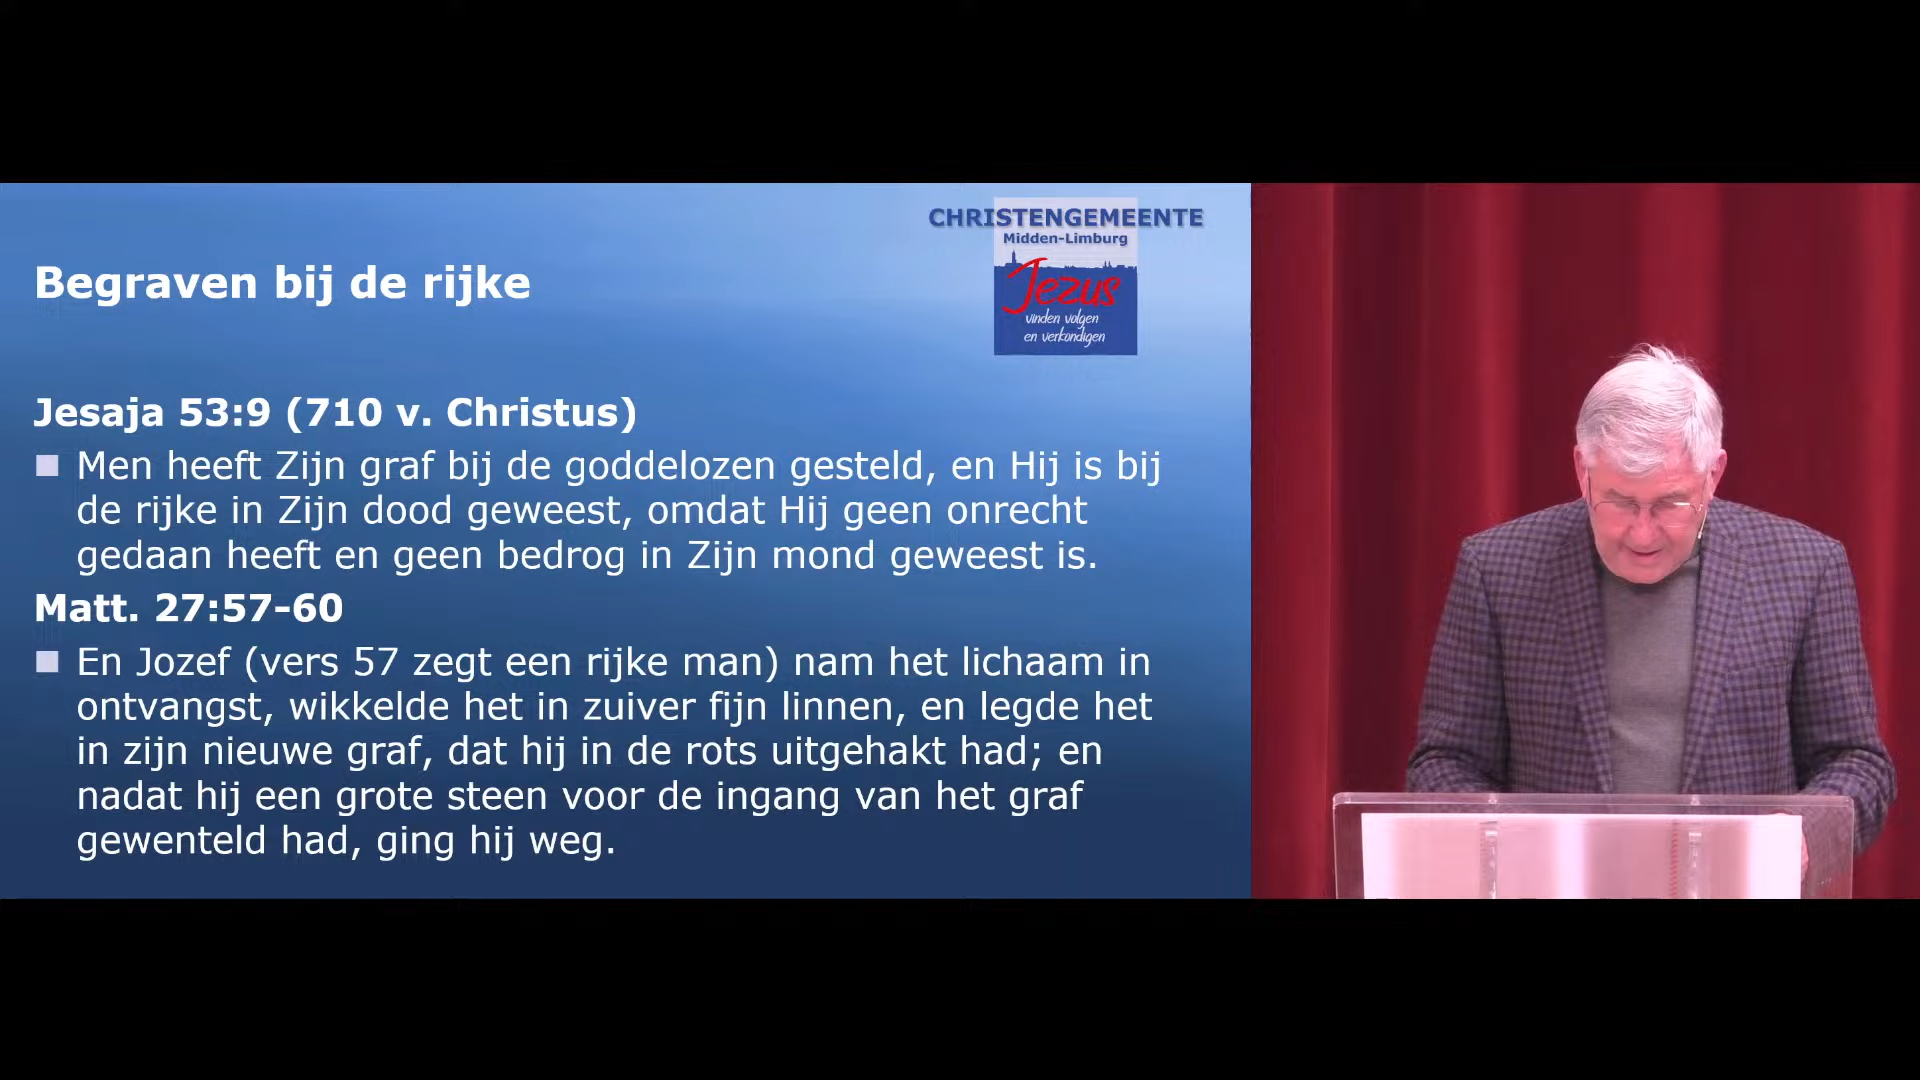 CHRISTENGEMEENTE
Midden-Limburg
Jezus
vinden volgen
en verkondigen
Begraven bij de rijke
Jesaja 53:9 (710 v. Christus)
Men heeft Zijn graf bij de goddelozen gesteld, en Hij is bij
de rijke in Zijn dood geweest, omdat Hij geen onrecht
gedaan heeft en geen bedrog in Zijn mond geweest is.
Matt. 27:57-60
En Jozef (vers 57 zegt een rijke man) nam het lichaam in
ontvangst, wikkelde het in zuiver fijn linnen, en legde het
in zijn nieuwe graf, dat hij in de rots uitgehakt had; en
nadat hij een grote steen voor de ingang van het graf
gewenteld had, ging hij weg.